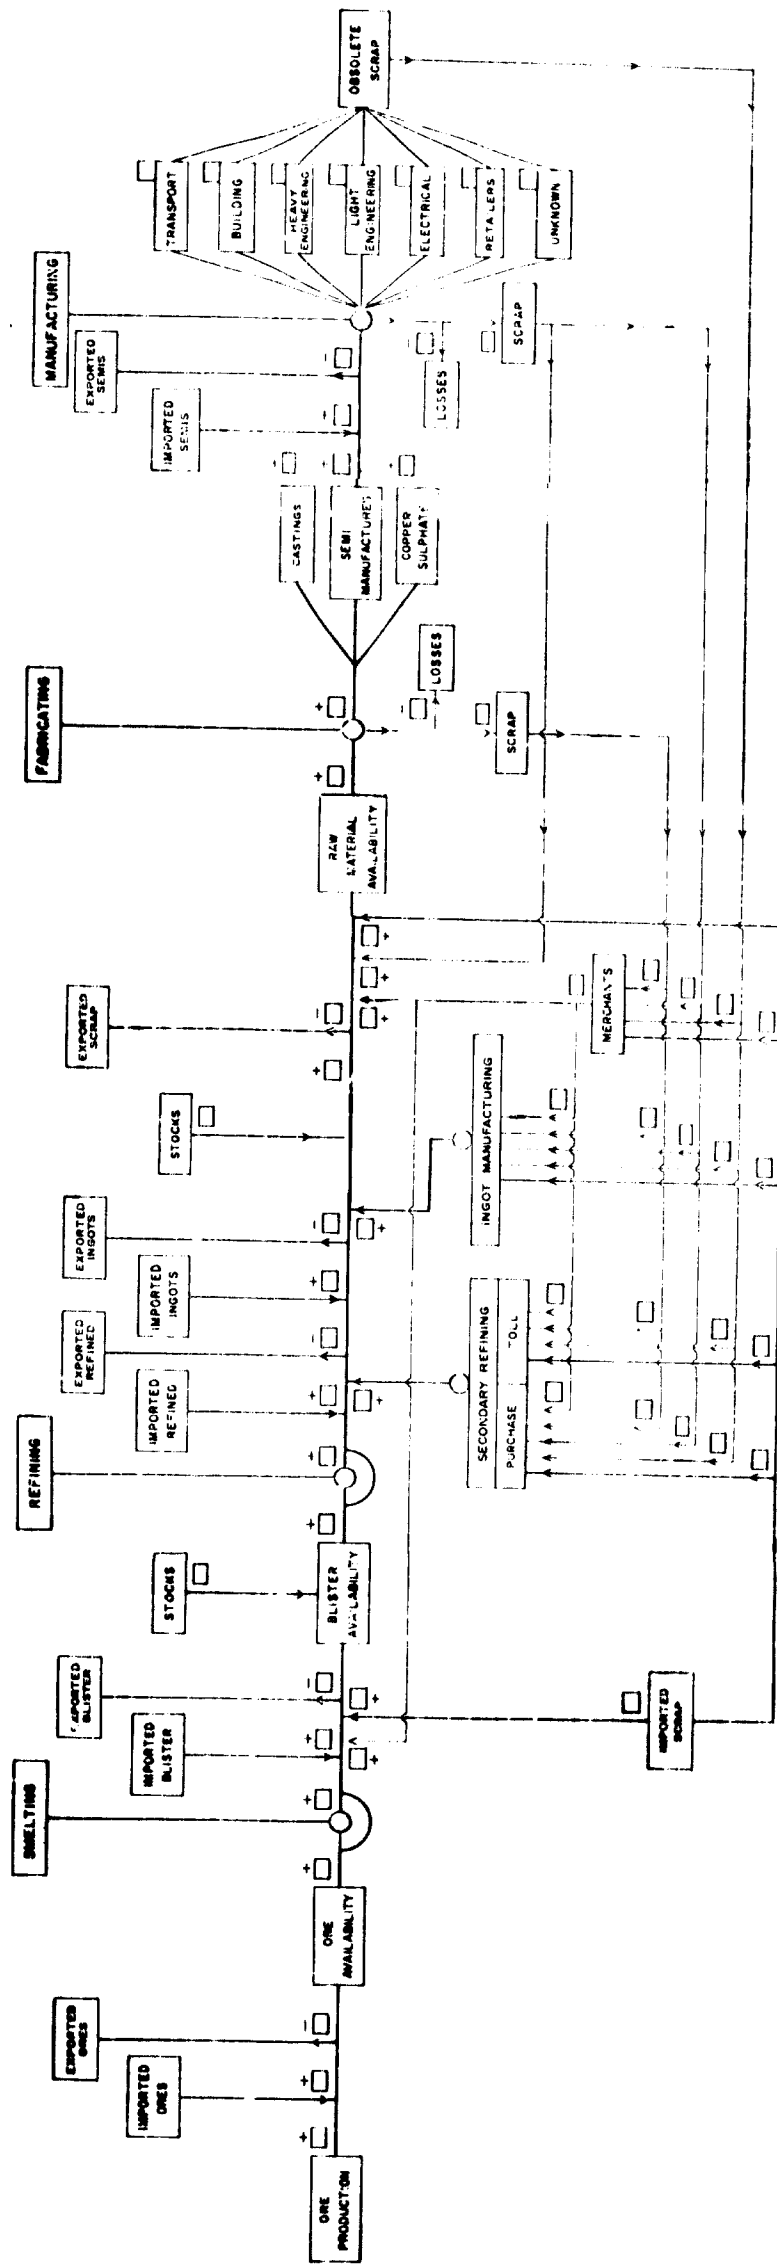 SMELTING
REFINING
FABRICATING
MANUFACTURING
EXPORTED
ORES
EXPORTED
BLISTER
EXPORTED
REFINED
EXPORTED
INGOTS
EXPORTED
SCRAP
EXPORTED
SEMIS
IMPORTED
ORES
IMPORTED
BLISTER
STOCKS
IMPORTED
REFINED
IMPORTED
INGOTS
STOCKS
IMPORTED
SEMIS
ORE
PRODUCTION
ORE
AVAILABILITY
BLISTER
AVAILABILITY
RAW
MATERIAL
AVAILABILITY
CASTINGS
SEMI
MANUFACTURES
COPPER
SULPHATE
TRANSPORT
BUILDING
HEAVY
ENGINEERING
LIGHT
ENGINEERING
ELECTRICAL
RETAILERS
UNKNOWN
OBSOLETE
SCRAP
LOSSES
LOSSES
SCRAP
SCRAP
SECONDARY REFINING
PURCHASE
TOLL
INGOT MANUFACTURING
MERCHANTS
IMPORTED
SCRAP